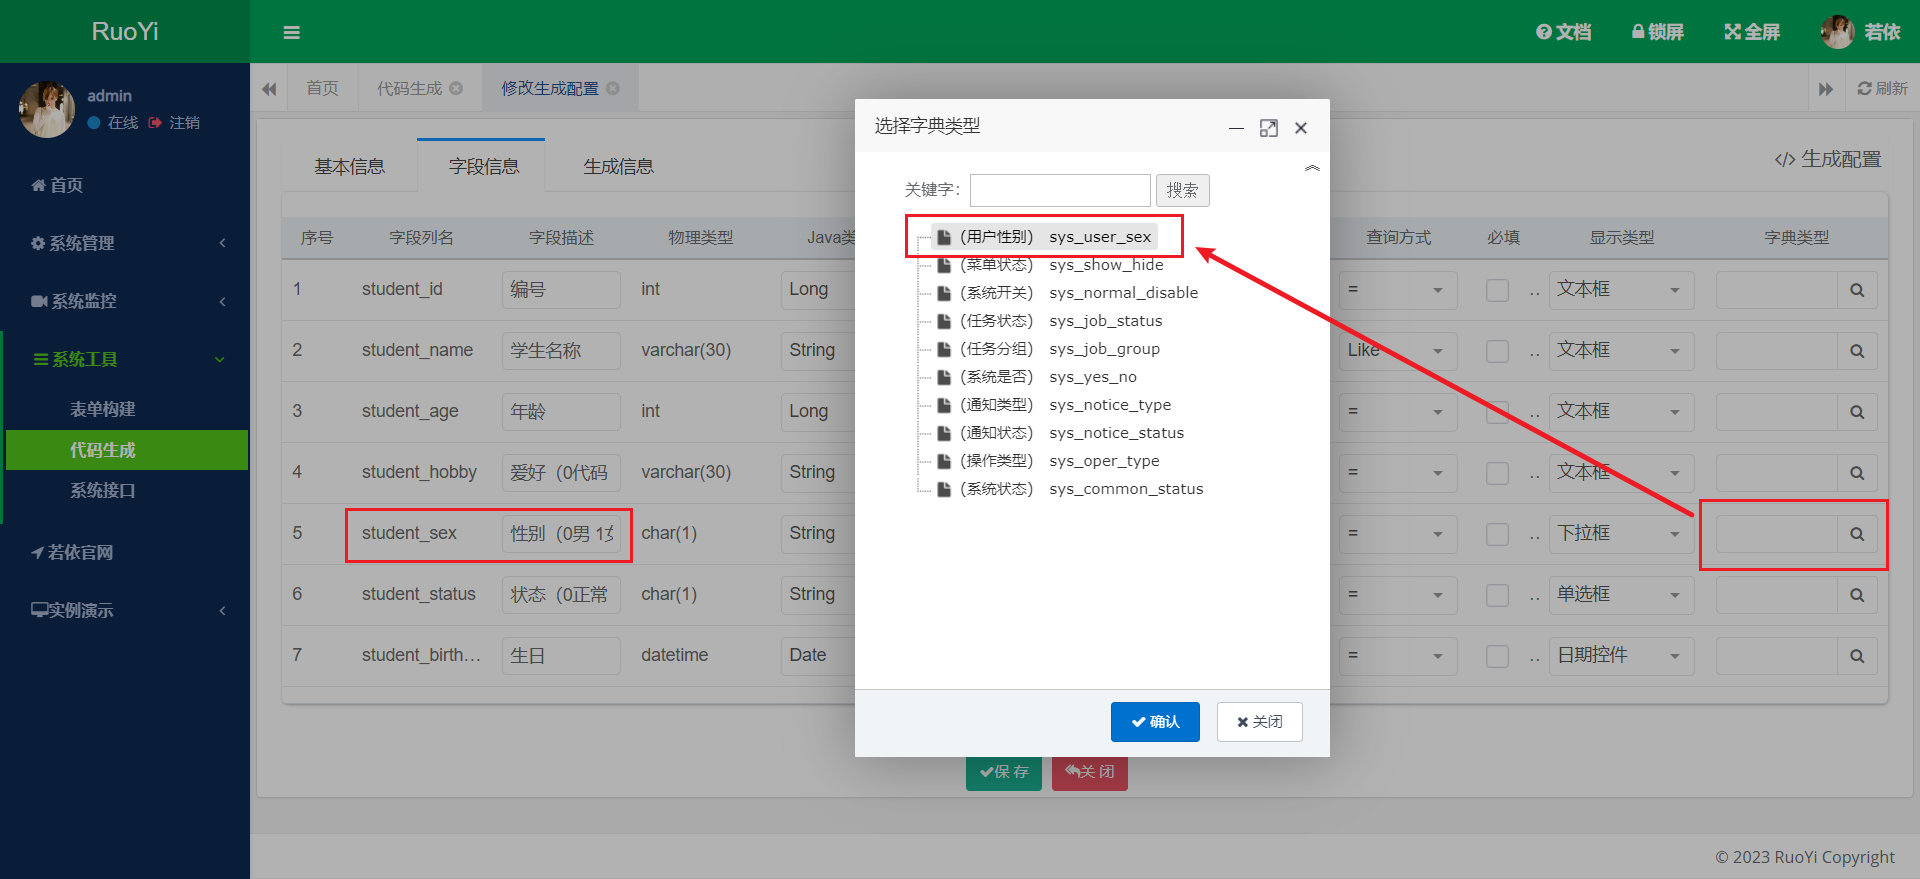 RuoYi
文档
锁屏
全屏
若依
admin
在线
注销
首页
系统管理
系统监控
系统工具
表单构建
代码生成
系统接口
若依官网
实例演示
首页
代码生成
修改生成配置
刷新
基本信息
字段信息
生成信息
</> 生成配置
序号 字段列名 字段描述 物理类型 Java类 查询方式 必填 显示类型 字典类型
1 student_id 编号 int Long = .. 文本框
2 student_name 学生名称 varchar(30) String Like .. 文本框
3 student_age 年龄 int Long = .. 文本框
4 student_hobby 爱好（0代码 varchar(30) String = .. 文本框
5 student_sex 性别（0男 1 char(1) String = .. 下拉框
6 student_status 状态（0正常 char(1) String = .. 单选框
7 student_birth... 生日 datetime Date = .. 日期控件
选择字典类型
关键字：
搜索
(用户性别) sys_user_sex
(菜单状态) sys_show_hide
(系统开关) sys_normal_disable
(任务状态) sys_job_status
(任务分组) sys_job_group
(系统是否) sys_yes_no
(通知类型) sys_notice_type
(通知状态) sys_notice_status
(操作类型) sys_oper_type
(系统状态) sys_common_status
确认
关闭
保 存
关 闭
© 2023 RuoYi Copyright